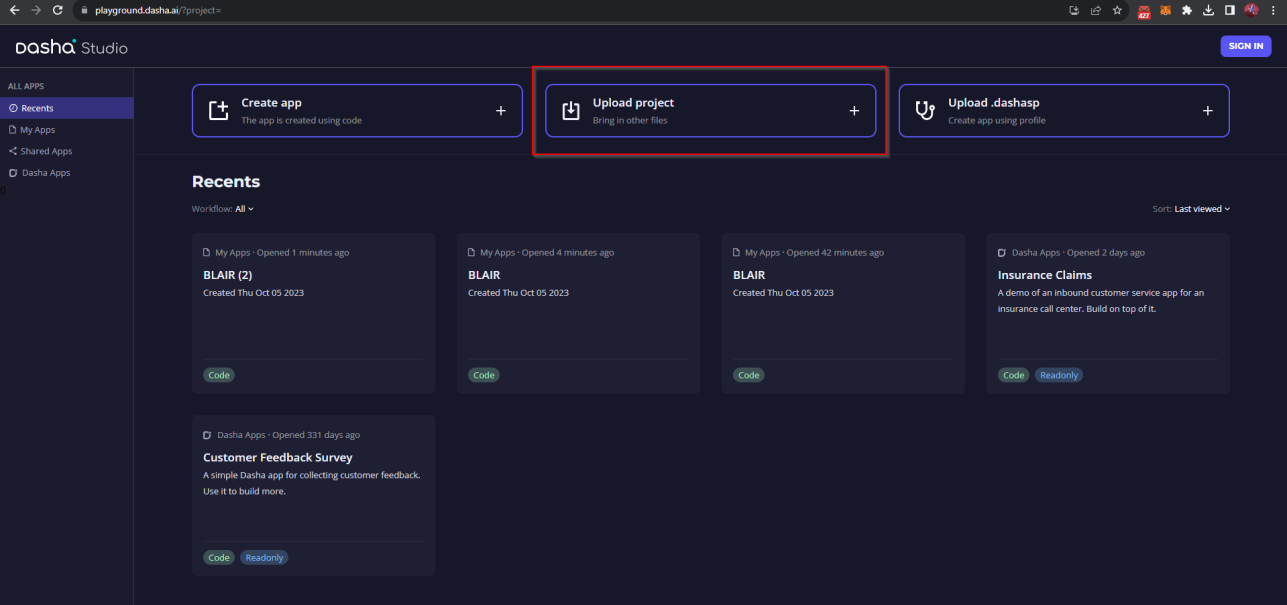 playground.dasha.ai/?project=
427
Dasha Studio
SIGN IN
ALL APPS
Recents
My Apps
Shared Apps
Dasha Apps
0
Create app
The app is created using code
Upload project
Bring in other files
Upload .dashasp
Create app using profile
Recents
Workflow: All
Sort: Last viewed
My Apps · Opened 1 minutes ago
BLAIR (2)
Created Thu Oct 05 2023
Code
My Apps · Opened 4 minutes ago
BLAIR
Created Thu Oct 05 2023
Code
My Apps · Opened 42 minutes ago
BLAIR
Created Thu Oct 05 2023
Code
Dasha Apps · Opened 2 days ago
Insurance Claims
A demo of an inbound customer service app for an
insurance call center. Build on top of it.
Code Readonly
Dasha Apps · Opened 331 days ago
Customer Feedback Survey
A simple Dasha app for collecting customer feedback.
Use it to build more.
Code Readonly